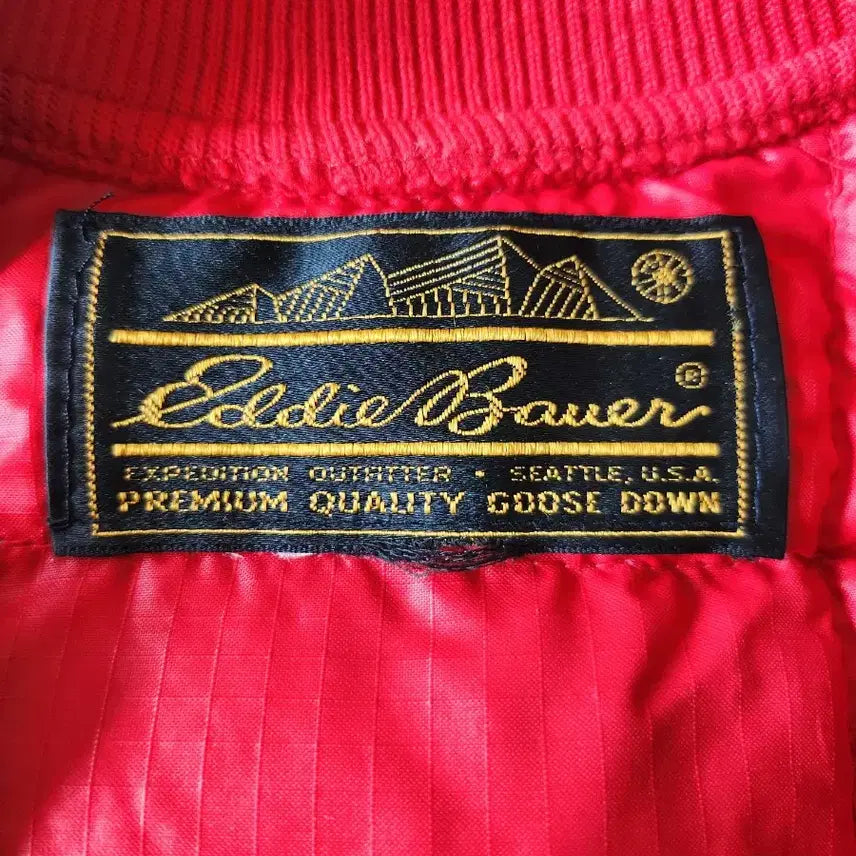 Eddie Bauer ®
EXPEDITION OUTFITTER • SEATTLE, U.S.A.
PREMIUM QUALITY GOOSE DOWN